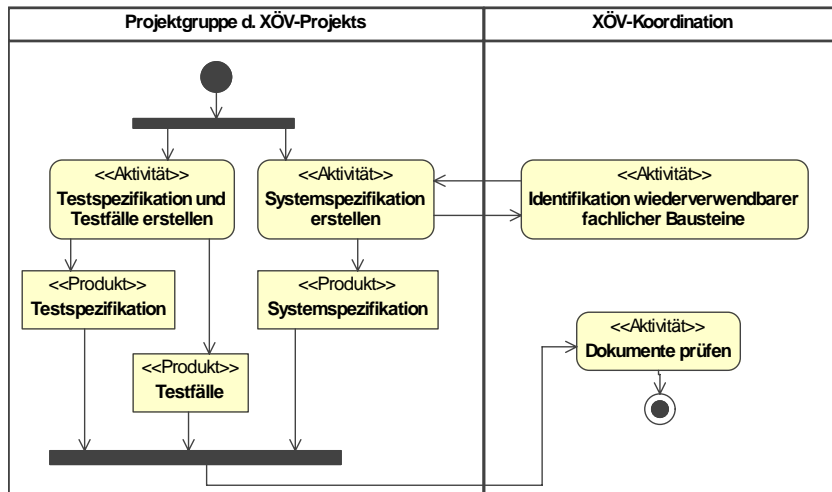 Projektgruppe d. XÖV-Projekts
XÖV-Koordination
<<Aktivität>>
Testspezifikation und
Testfälle erstellen
<<Aktivität>>
Systemspezifikation
erstellen
<<Aktivität>>
Identifikation wiederverwendbarer
fachlicher Bausteine
<<Produkt>>
Testspezifikation
<<Produkt>>
Systemspezifikation
<<Aktivität>>
Dokumente prüfen
<<Produkt>>
Testfälle